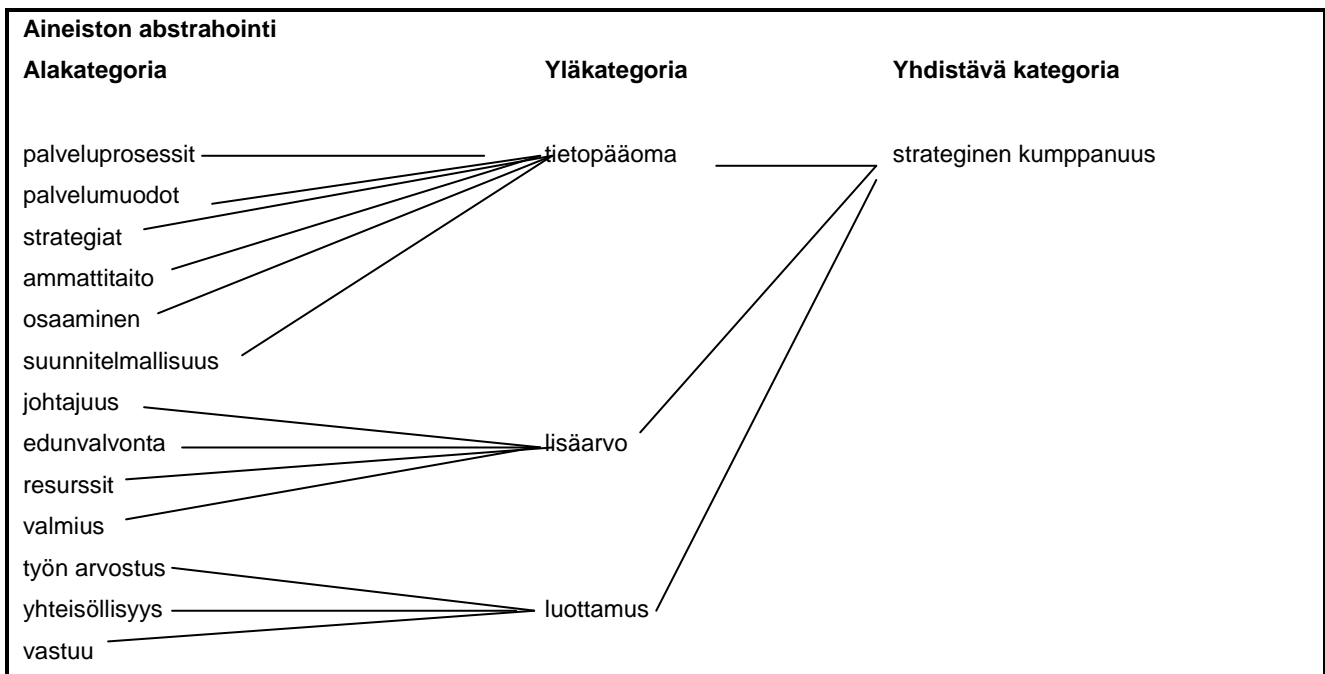 Aineiston abstrahointi
Alakategoria Yläkategoria Yhdistävä kategoria
palveluprosessit tietopääoma strateginen kumppanuus
palvelumuodot
strategiat
ammattitaito
osaaminen
suunnitelmallisuus
johtajuus
edunvalvonta lisäarvo
resurssit
valmius
työn arvostus
yhteisöllisyys luottamus
vastuu